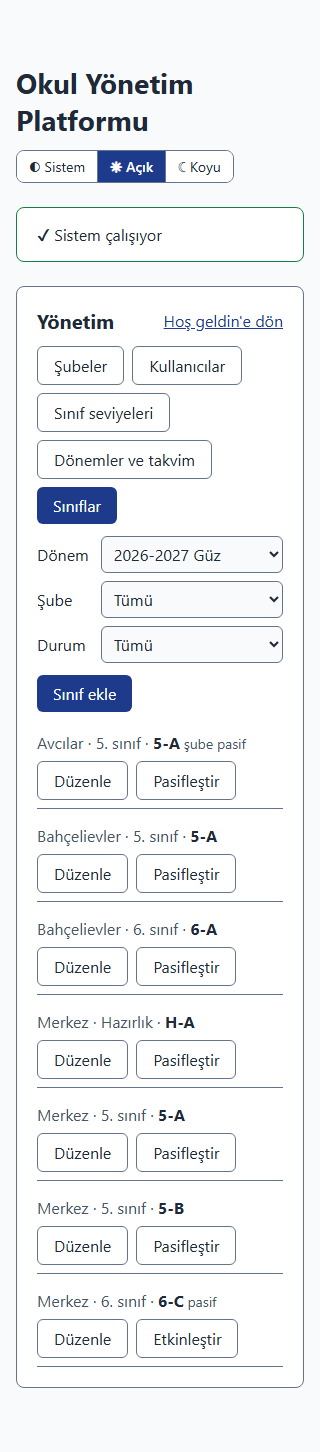 Okul Yönetim
Platformu
◐ Sistem ☀ Açık ☾ Koyu
✓ Sistem çalışıyor
Yönetim Hoş geldin'e dön
Şubeler Kullanıcılar
Sınıf seviyeleri
Dönemler ve takvim
Sınıflar
Dönem 2026-2027 Güz
Şube Tümü
Durum Tümü
Sınıf ekle
Avcılar · 5. sınıf · 5-A şube pasif
Düzenle Pasifleştir
Bahçelievler · 5. sınıf · 5-A
Düzenle Pasifleştir
Bahçelievler · 6. sınıf · 6-A
Düzenle Pasifleştir
Merkez · Hazırlık · H-A
Düzenle Pasifleştir
Merkez · 5. sınıf · 5-A
Düzenle Pasifleştir
Merkez · 5. sınıf · 5-B
Düzenle Pasifleştir
Merkez · 6. sınıf · 6-C pasif
Düzenle Etkinleştir